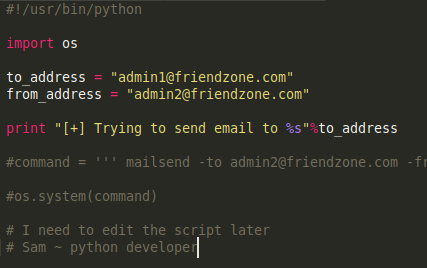 #!/usr/bin/python
import os
to_address = "admin1@friendzone.com"
from_address = "admin2@friendzone.com"
print "[+] Trying to send email to %s"%to_address
#command = ''' mailsend -to admin2@friendzone.com -fr
#os.system(command)
# I need to edit the script later
# Sam ~ python developer